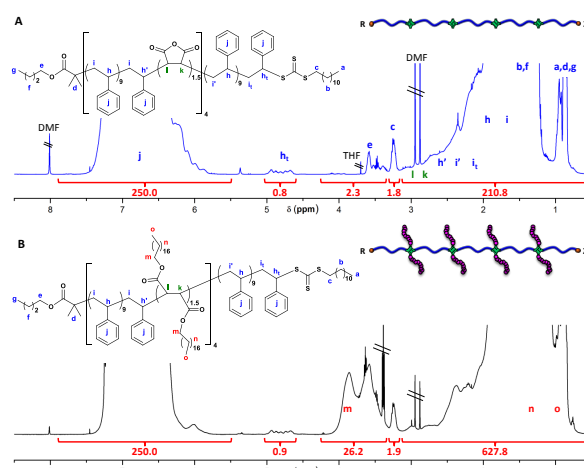 A
R
O O O
g e O i i j j
f 2 O d 9 h 9 h' l k 1.5 4 9 h h_t S S S c b 10 a
j j i' i_t
DMF
DMF
b,f a,d,g
e c
h i
THF
j h_t l k h' i' i_t
250.0 0.8 2.3 1.8 210.8
8 7 6 5 4 3 2 1
δ (ppm)
B
R
o
n
16
m
O O
g e O i i l k i' i_t b a
f 2 O d 9 h 9 h' 1.5 9 h h_t S S S c 10
j j O O j j
m n
16 4
o
m n o
250.0 0.9 26.2 1.9 627.8